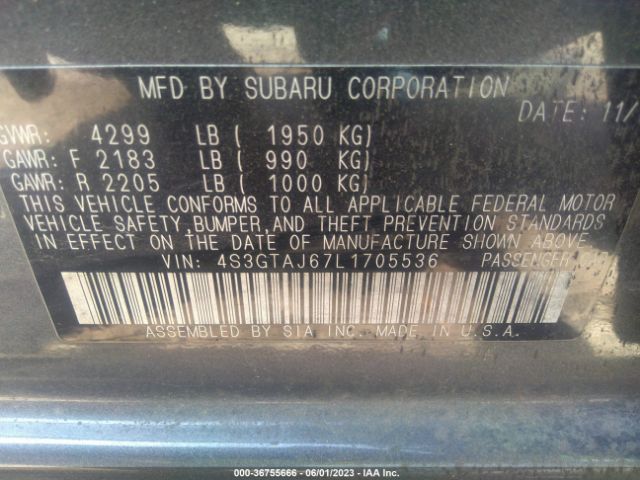 MFD BY SUBARU CORPORATION
DATE: 11/
GVWR: 4299 LB ( 1950 KG)
GAWR: F 2183 LB ( 990 KG)
GAWR: R 2205 LB ( 1000 KG)
THIS VEHICLE CONFORMS TO ALL APPLICABLE FEDERAL MOTOR
VEHICLE SAFETY,BUMPER,AND THEFT PREVENTION STANDARDS
IN EFFECT ON THE DATE OF MANUFACTURE SHOWN ABOVE.
VIN: 4S3GTAJ67L1705536 PASSENGER
ASSEMBLED BY SIA INC. MADE IN U.S.A.
000-36755666 - 06/01/2023 - IAA Inc.